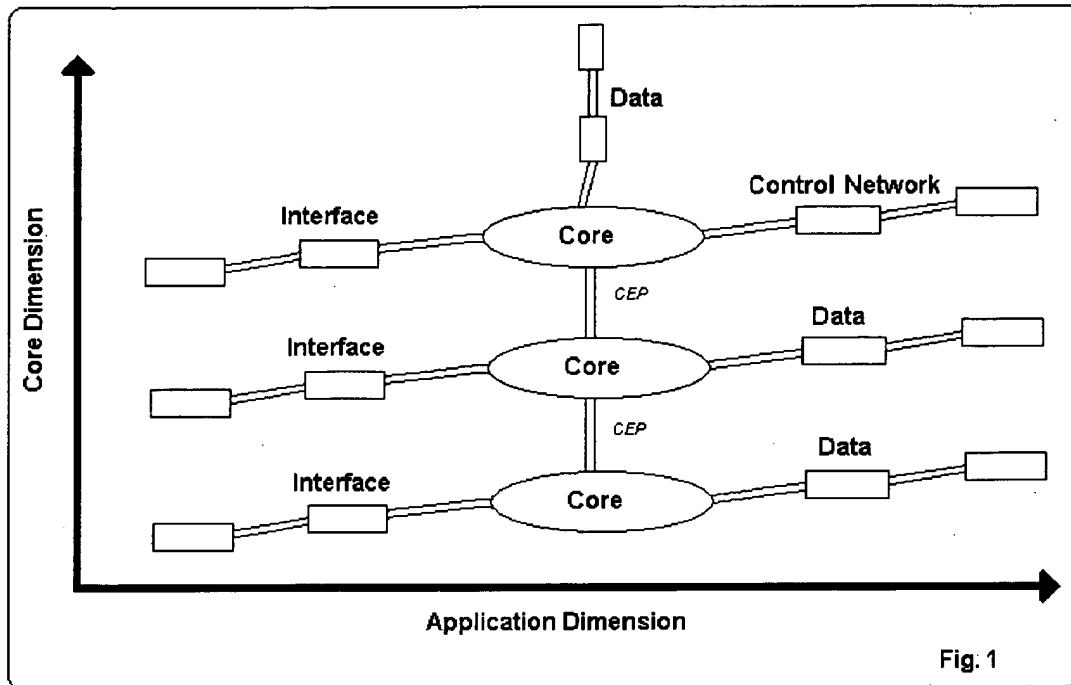 Data
Control Network
Interface
Core
CEP
Interface
Core
Data
CEP
Interface
Core
Data
Core Dimension
Application Dimension
Fig. 1